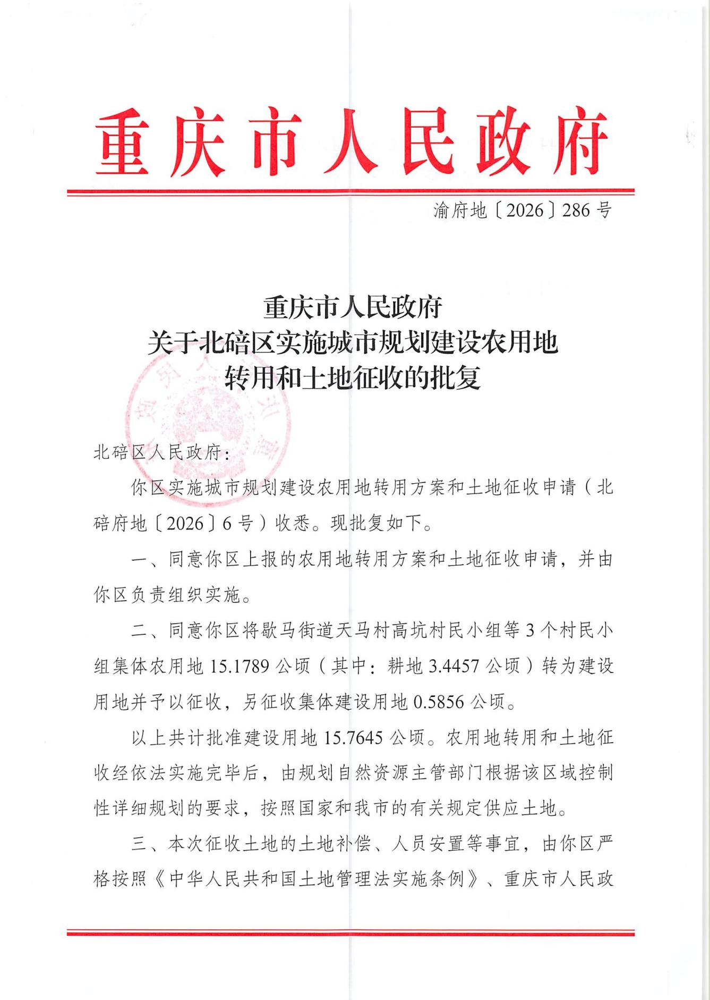 重庆市人民政府
渝府地〔2026〕286号
重庆市人民政府
关于北碚区实施城市规划建设农用地
转用和土地征收的批复
北碚区人民政府：
你区实施城市规划建设农用地转用方案和土地征收申请（北
碚府地〔2026〕6号）收悉。现批复如下。
一、同意你区上报的农用地转用方案和土地征收申请，并由
你区负责组织实施。
二、同意你区将歇马街道天马村高坑村民小组等3个村民小
组集体农用地15.1789公顷（其中：耕地3.4457公顷）转为建设
用地并予以征收，另征收集体建设用地0.5856公顷。
以上共计批准建设用地15.7645公顷。农用地转用和土地征
收经依法实施完毕后，由规划自然资源主管部门根据该区域控制
性详细规划的要求，按照国家和我市的有关规定供应土地。
三、本次征收土地的土地补偿、人员安置等事宜，由你区严
格按照《中华人民共和国土地管理法实施条例》、重庆市人民政